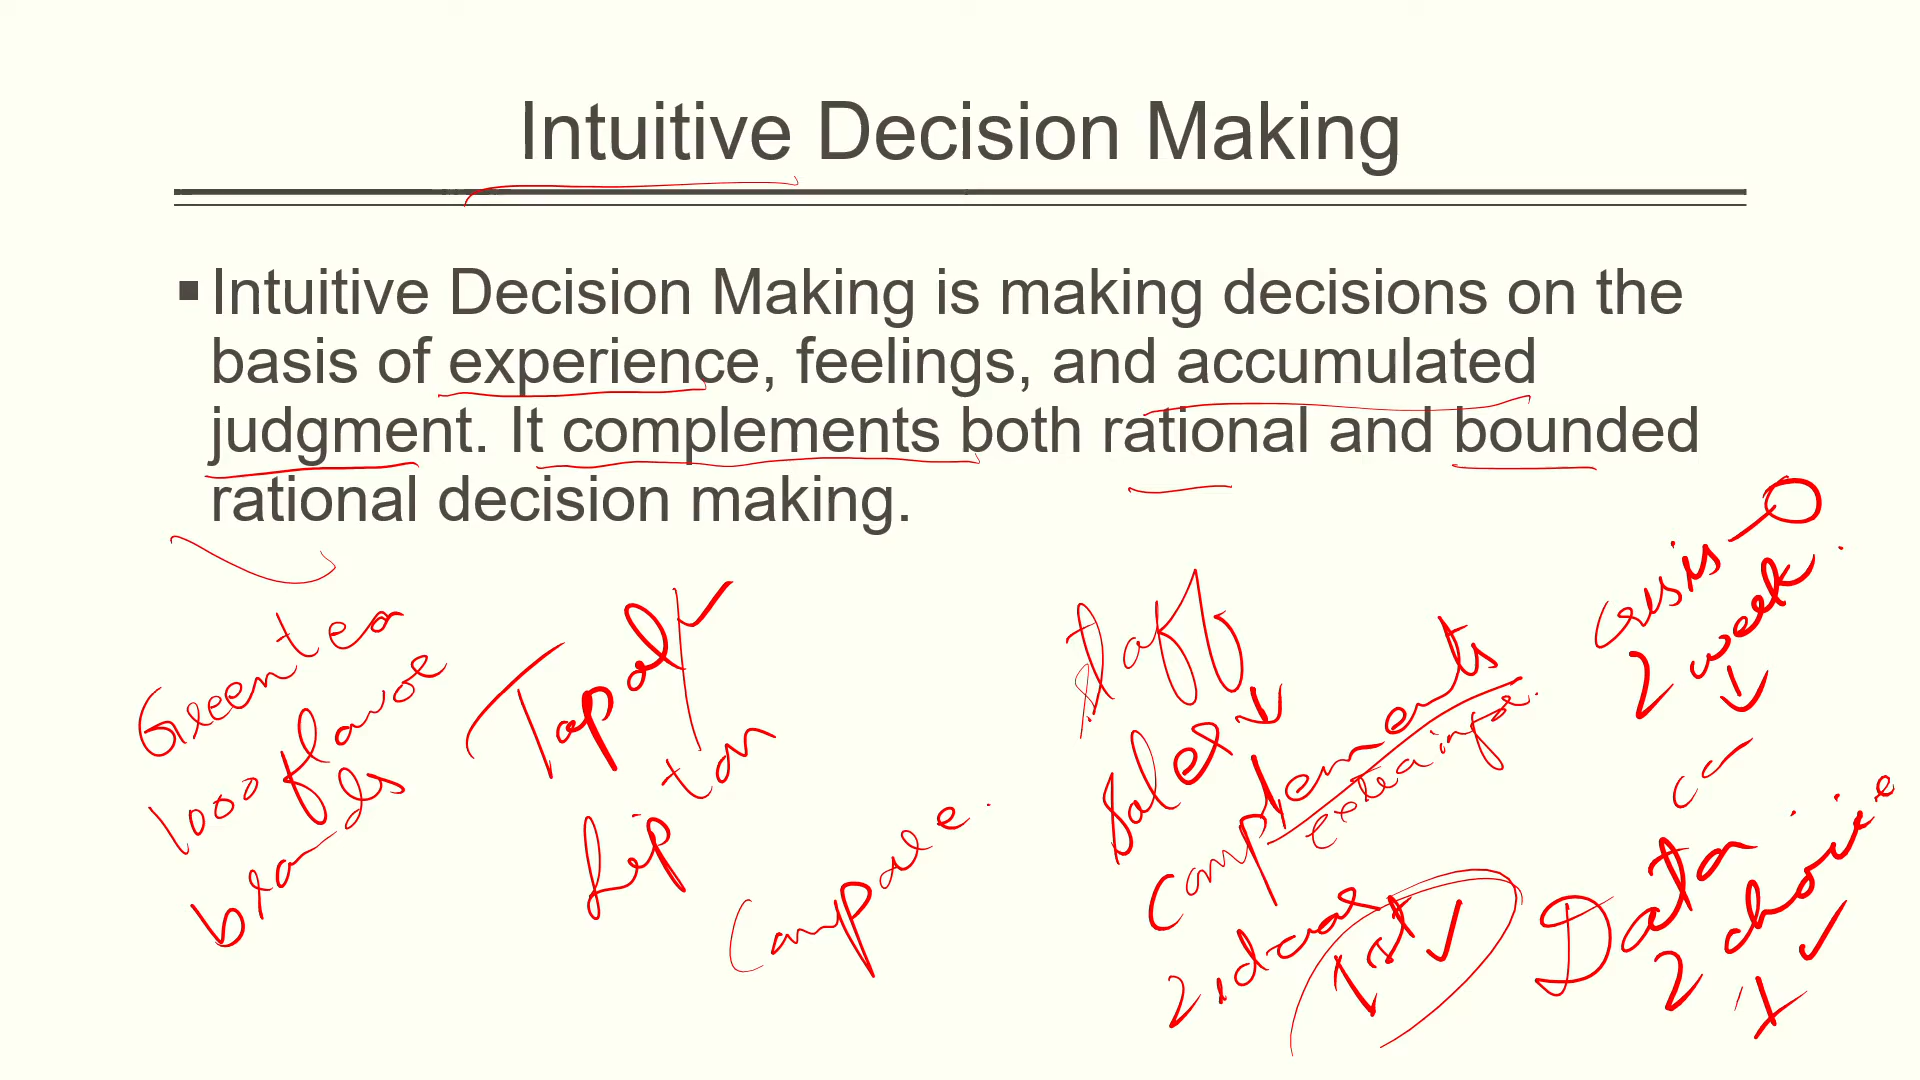 Intuitive Decision Making
▪ Intuitive Decision Making is making decisions on the
basis of experience, feelings, and accumulated
judgment. It complements both rational and bounded
rational decision making.
Green tea
1000 flavor
brands
Lipton
Compare.
Staff
Sales ↓
Complements
extra info.
2 ideas
1st ✓
Crisis
2 week.
↓
Data
2 choice